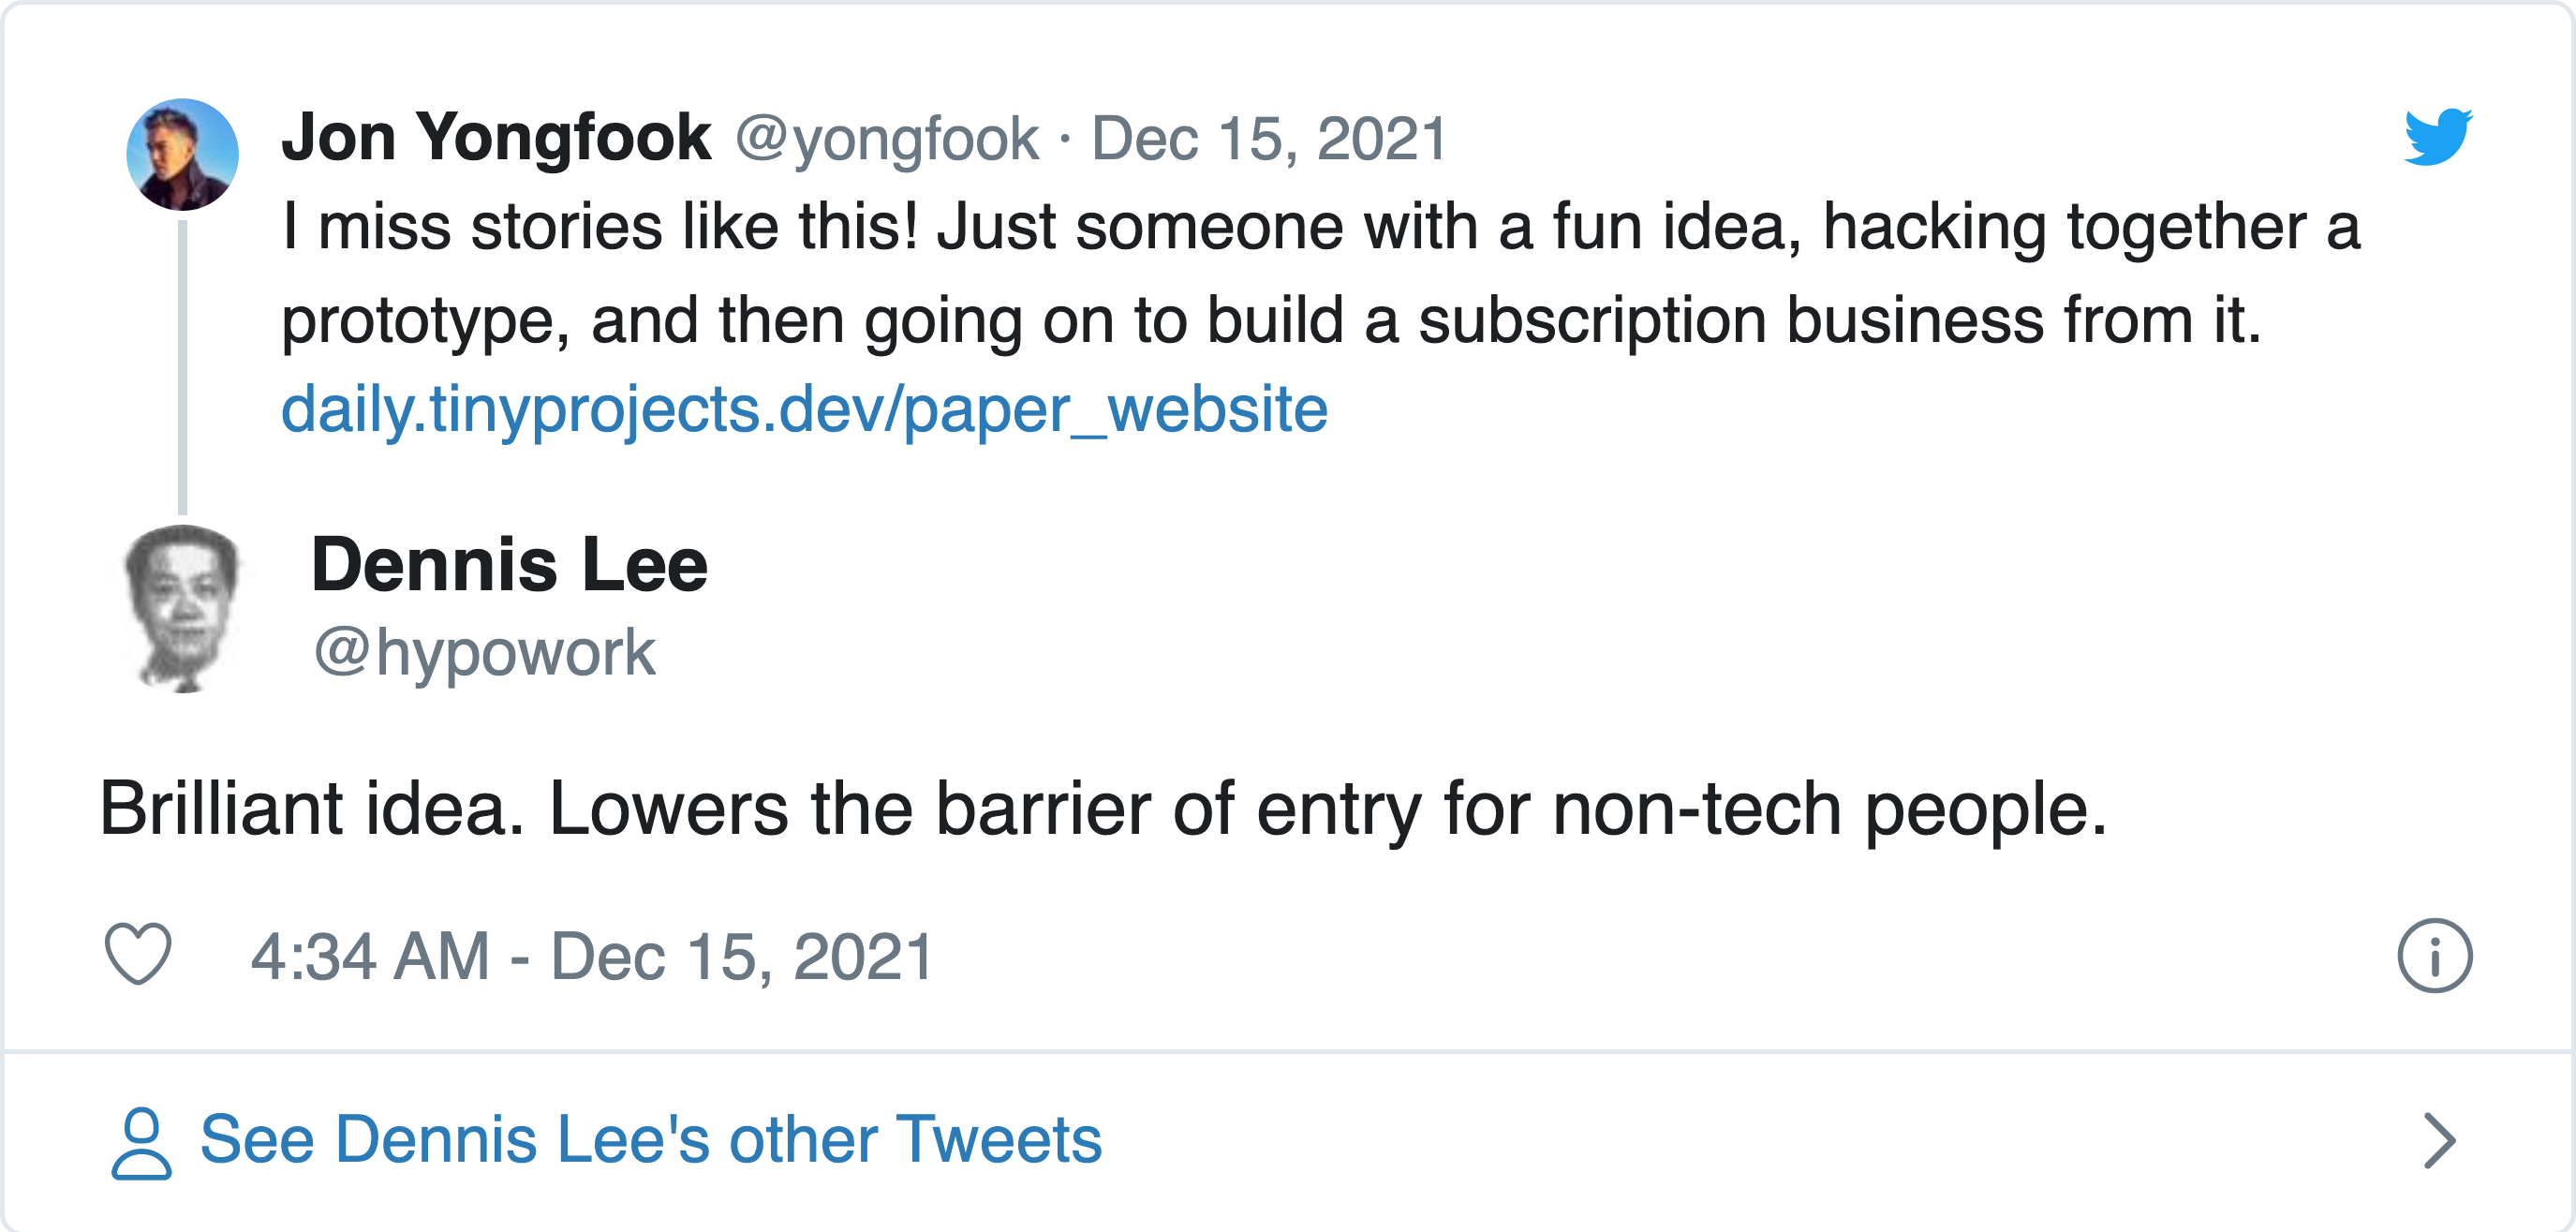 Jon Yongfook @yongfook · Dec 15, 2021
I miss stories like this! Just someone with a fun idea, hacking together a
prototype, and then going on to build a subscription business from it.
daily.tinyprojects.dev/paper_website
Dennis Lee
@hypowork
Brilliant idea. Lowers the barrier of entry for non-tech people.
4:34 AM - Dec 15, 2021
See Dennis Lee's other Tweets